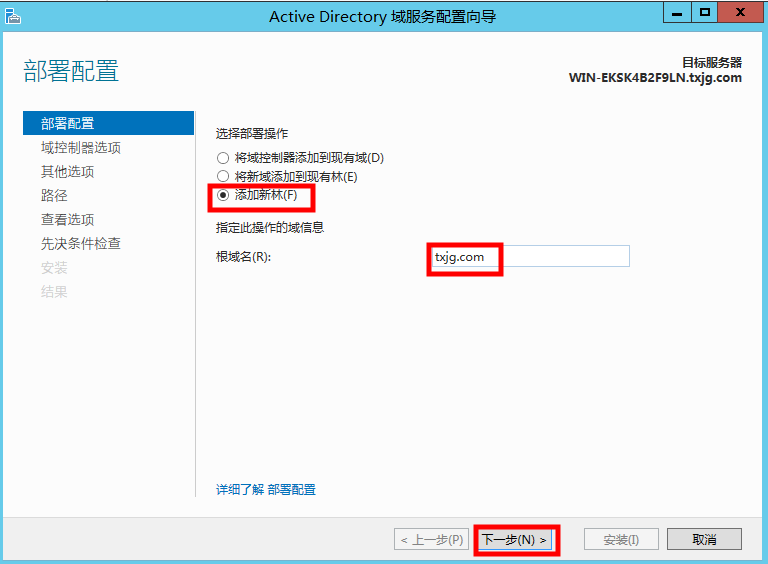 Active Directory 域服务配置向导
部署配置
目标服务器
WIN-EKSK4B2F9LN.txjg.com
部署配置
域控制器选项
其他选项
路径
查看选项
先决条件检查
安装
结果
选择部署操作
将域控制器添加到现有域(D)
将新域添加到现有林(E)
添加新林(F)
指定此操作的域信息
根域名(R):
txjg.com
详细了解 部署配置
< 上一步(P)
下一步(N) >
安装(I)
取消